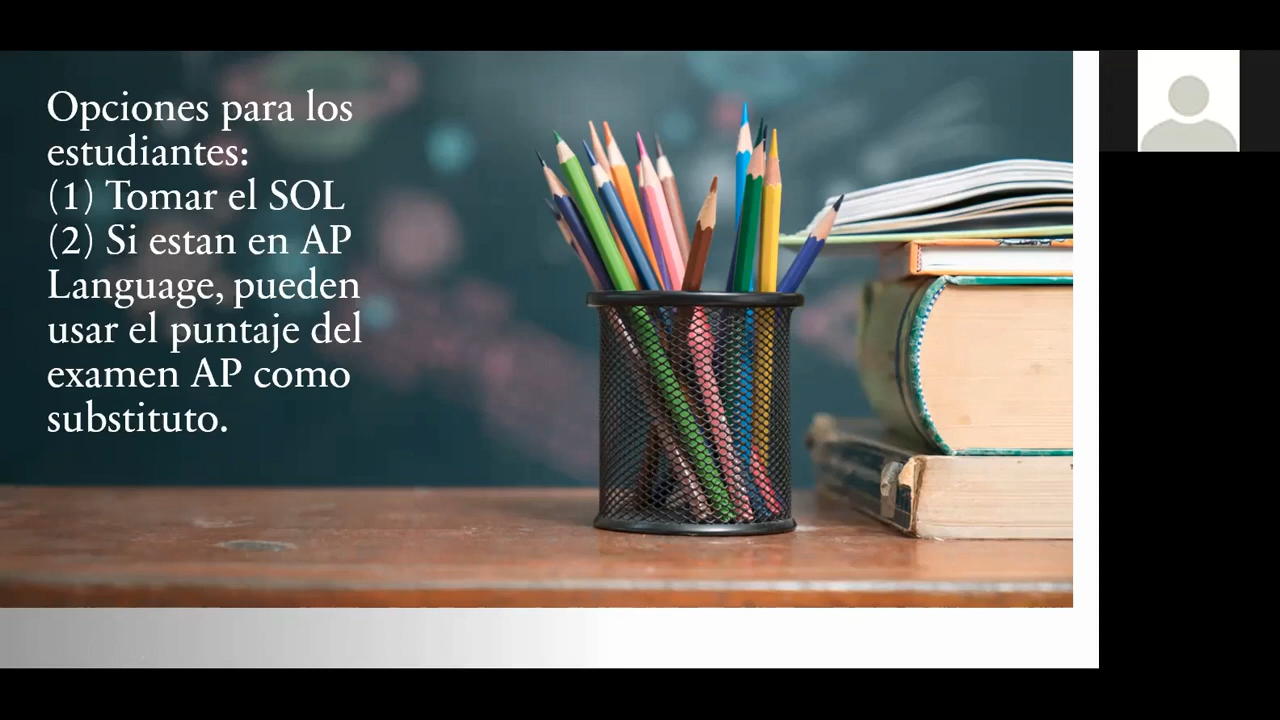 Opciones para los
estudiantes:
(1) Tomar el SOL
(2) Si estan en AP
Language, pueden
usar el puntaje del
examen AP como
substituto.